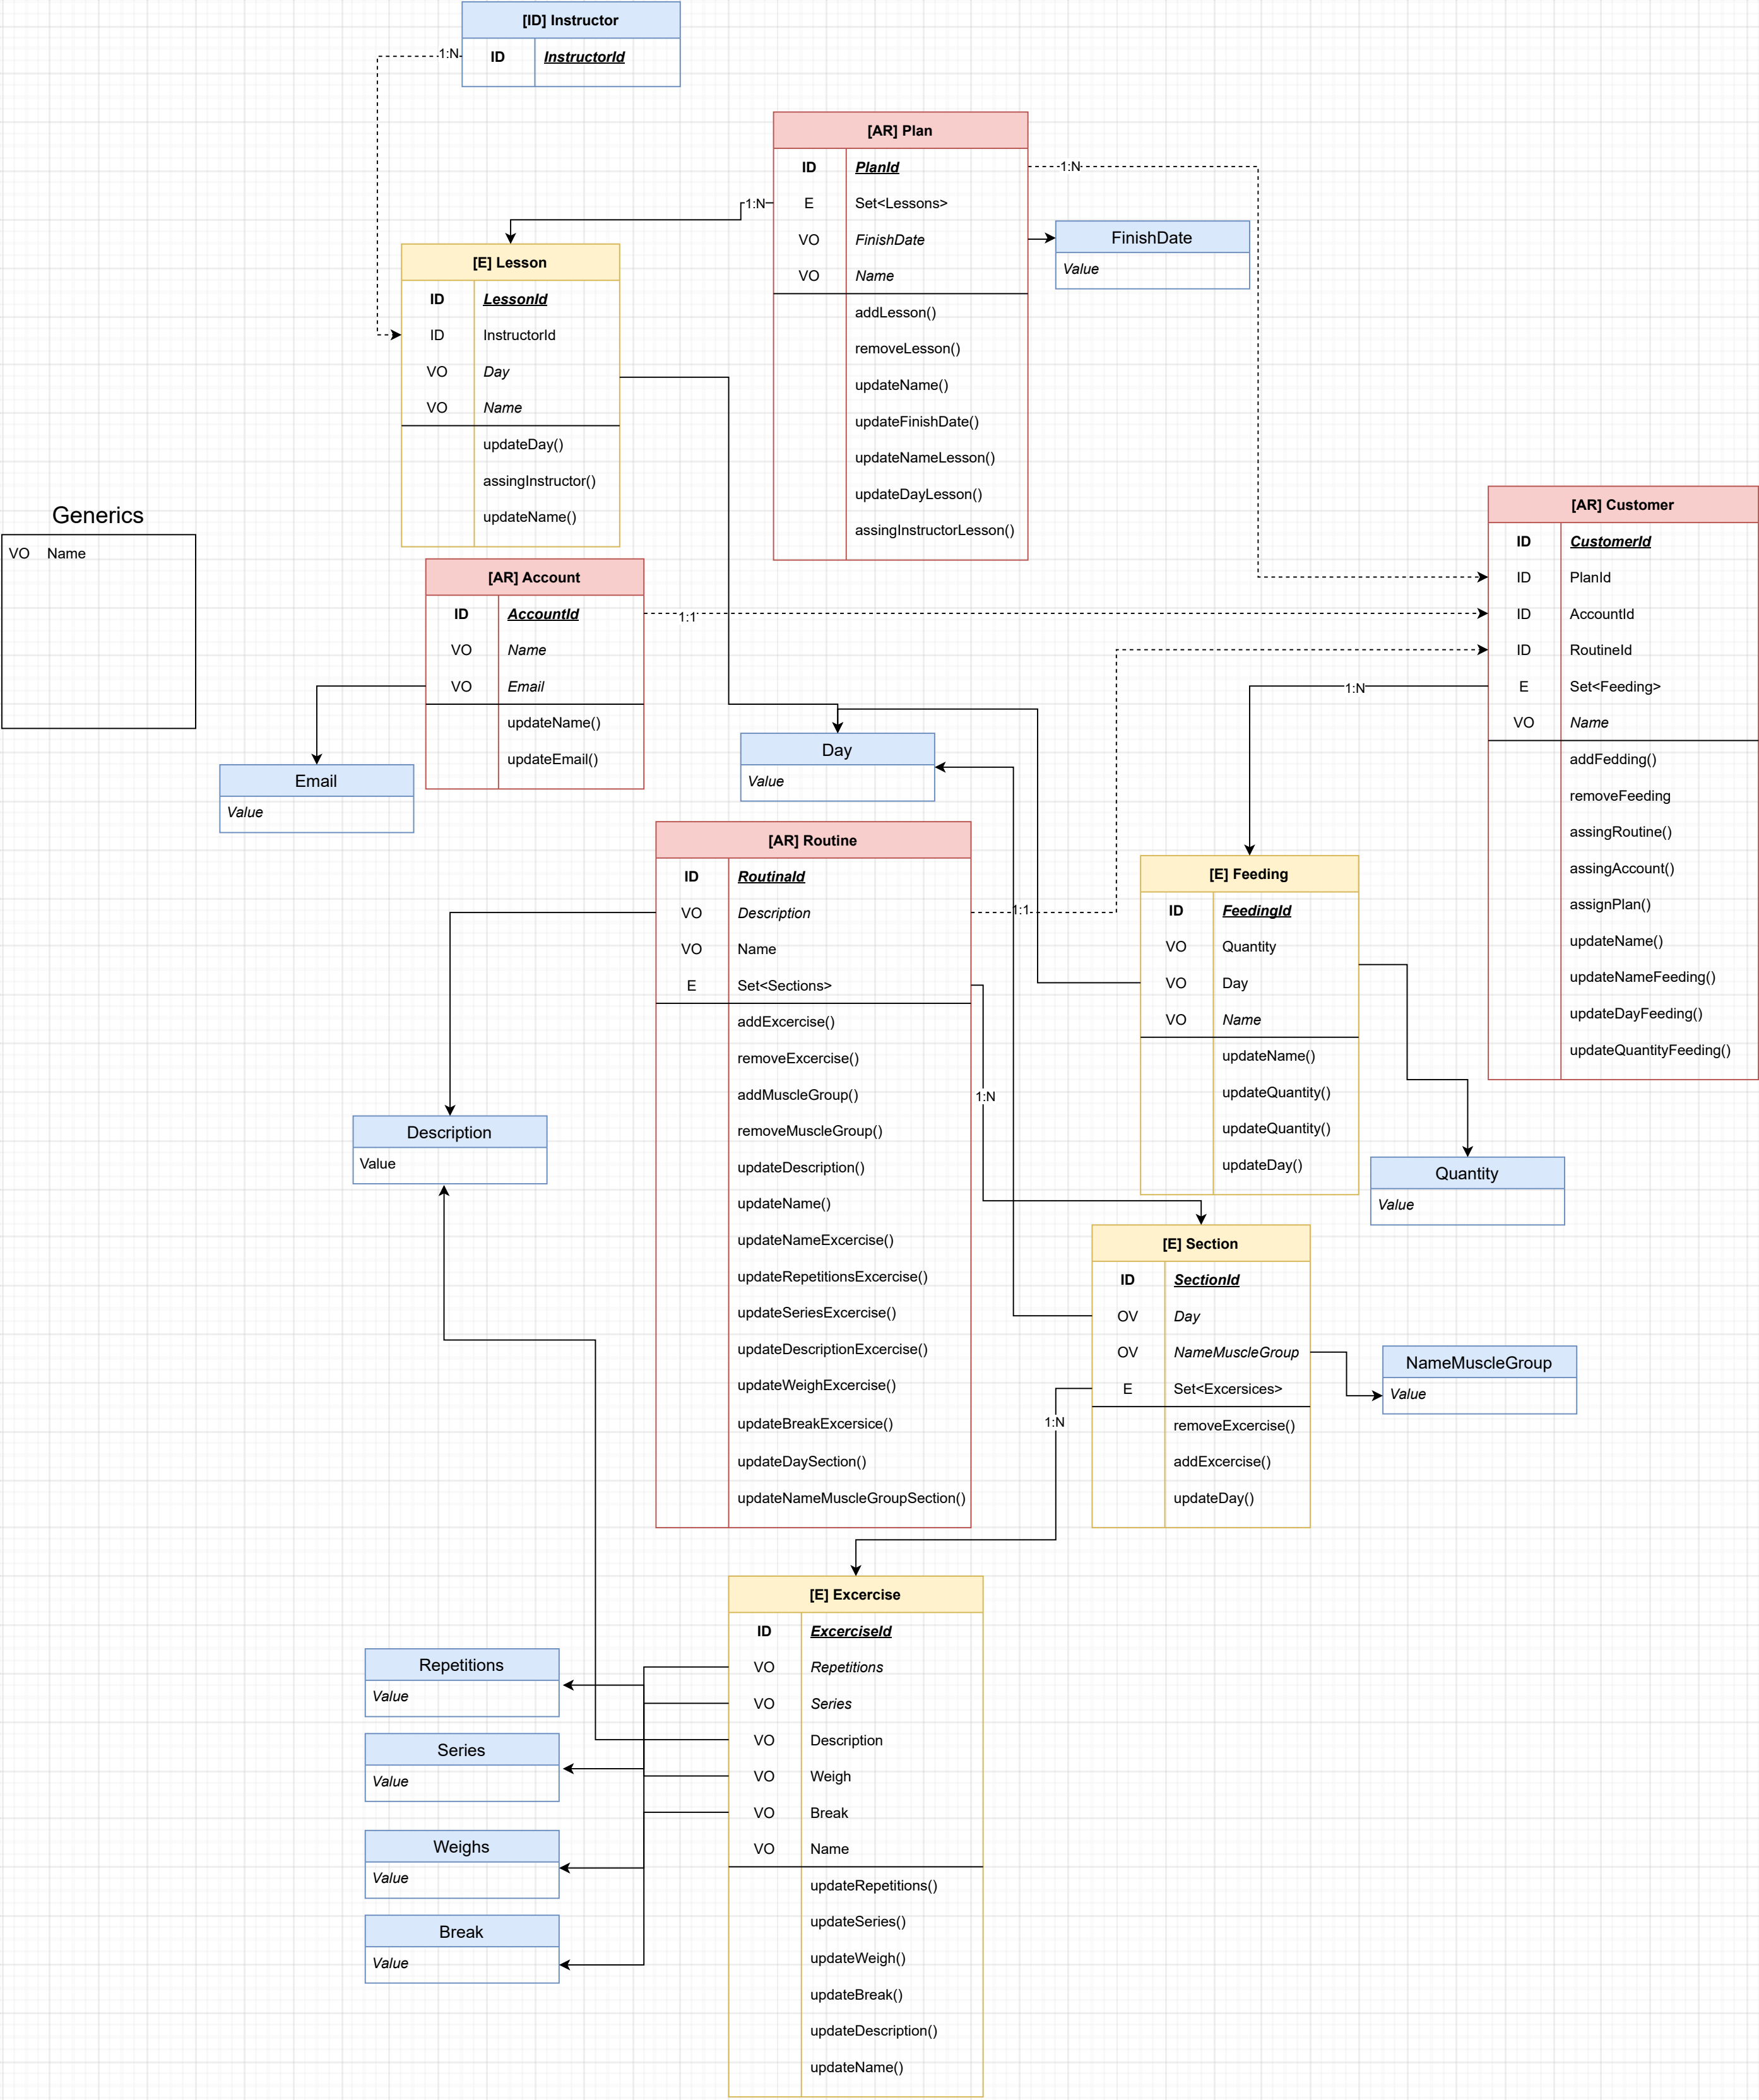 [ID] Instructor
ID InstructorId
1:N
[AR] Plan
ID PlanId
E Set<Lessons>
VO FinishDate
VO Name
addLesson()
removeLesson()
updateName()
updateFinishDate()
updateNameLesson()
updateDayLesson()
assingInstructorLesson()
1:N
1:N
FinishDate
Value
[E] Lesson
ID LessonId
ID InstructorId
VO Day
VO Name
updateDay()
assingInstructor()
updateName()
Generics
VO Name
[AR] Account
ID AccountId
VO Name
VO Email
updateName()
updateEmail()
1:1
Email
Value
Day
Value
[AR] Customer
ID CustomerId
ID PlanId
ID AccountId
ID RoutineId
E Set<Feeding>
VO Name
addFedding()
removeFeeding
assingRoutine()
assingAccount()
assignPlan()
updateName()
updateNameFeeding()
updateDayFeeding()
updateQuantityFeeding()
1:N
[AR] Routine
ID RoutinaId
VO Description
VO Name
E Set<Sections>
addExcercise()
removeExcercise()
addMuscleGroup()
removeMuscleGroup()
updateDescription()
updateName()
updateNameExcercise()
updateRepetitionsExcercise()
updateSeriesExcercise()
updateDescriptionExcercise()
updateWeighExcercise()
updateBreakExcersice()
updateDaySection()
updateNameMuscleGroupSection()
1:1
1:N
[E] Feeding
ID FeedingId
VO Quantity
VO Day
VO Name
updateName()
updateQuantity()
updateQuantity()
updateDay()
Quantity
Value
Description
Value
[E] Section
ID SectionId
OV Day
OV NameMuscleGroup
E Set<Excersices>
removeExcercise()
addExcercise()
updateDay()
1:N
NameMuscleGroup
Value
[E] Excercise
ID ExcerciseId
VO Repetitions
VO Series
VO Description
VO Weigh
VO Break
VO Name
updateRepetitions()
updateSeries()
updateWeigh()
updateBreak()
updateDescription()
updateName()
Repetitions
Value
Series
Value
Weighs
Value
Break
Value